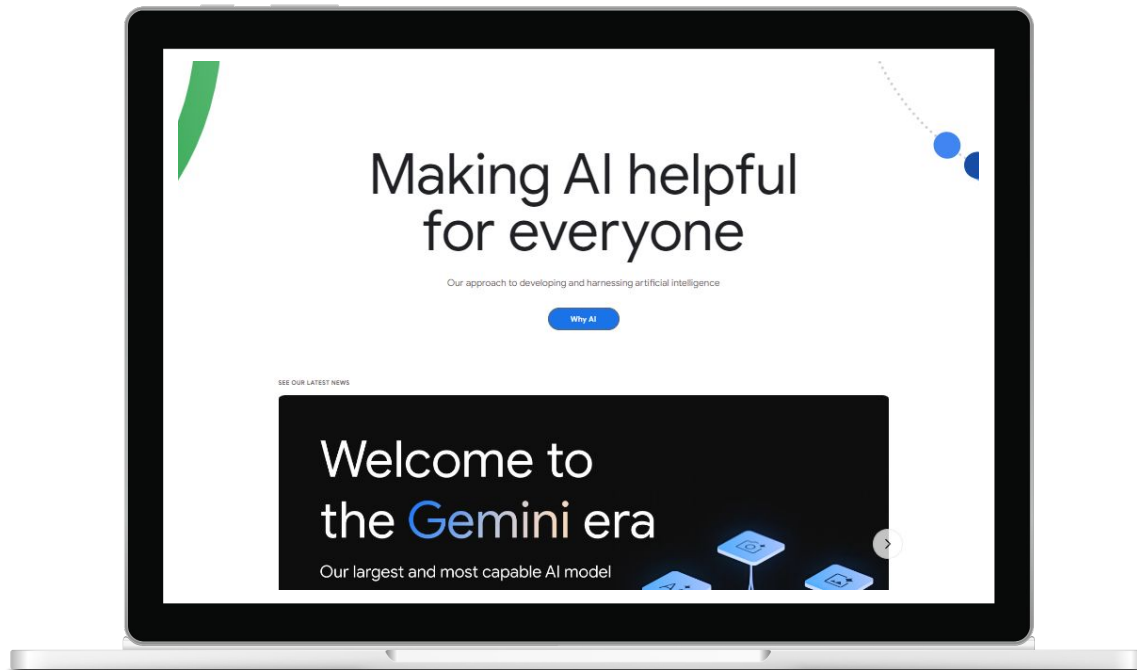 Making AI helpful
for everyone
Our approach to developing and harnessing artificial intelligence
Why AI
SEE OUR LATEST NEWS
Welcome to
the Gemini era
Our largest and most capable AI model